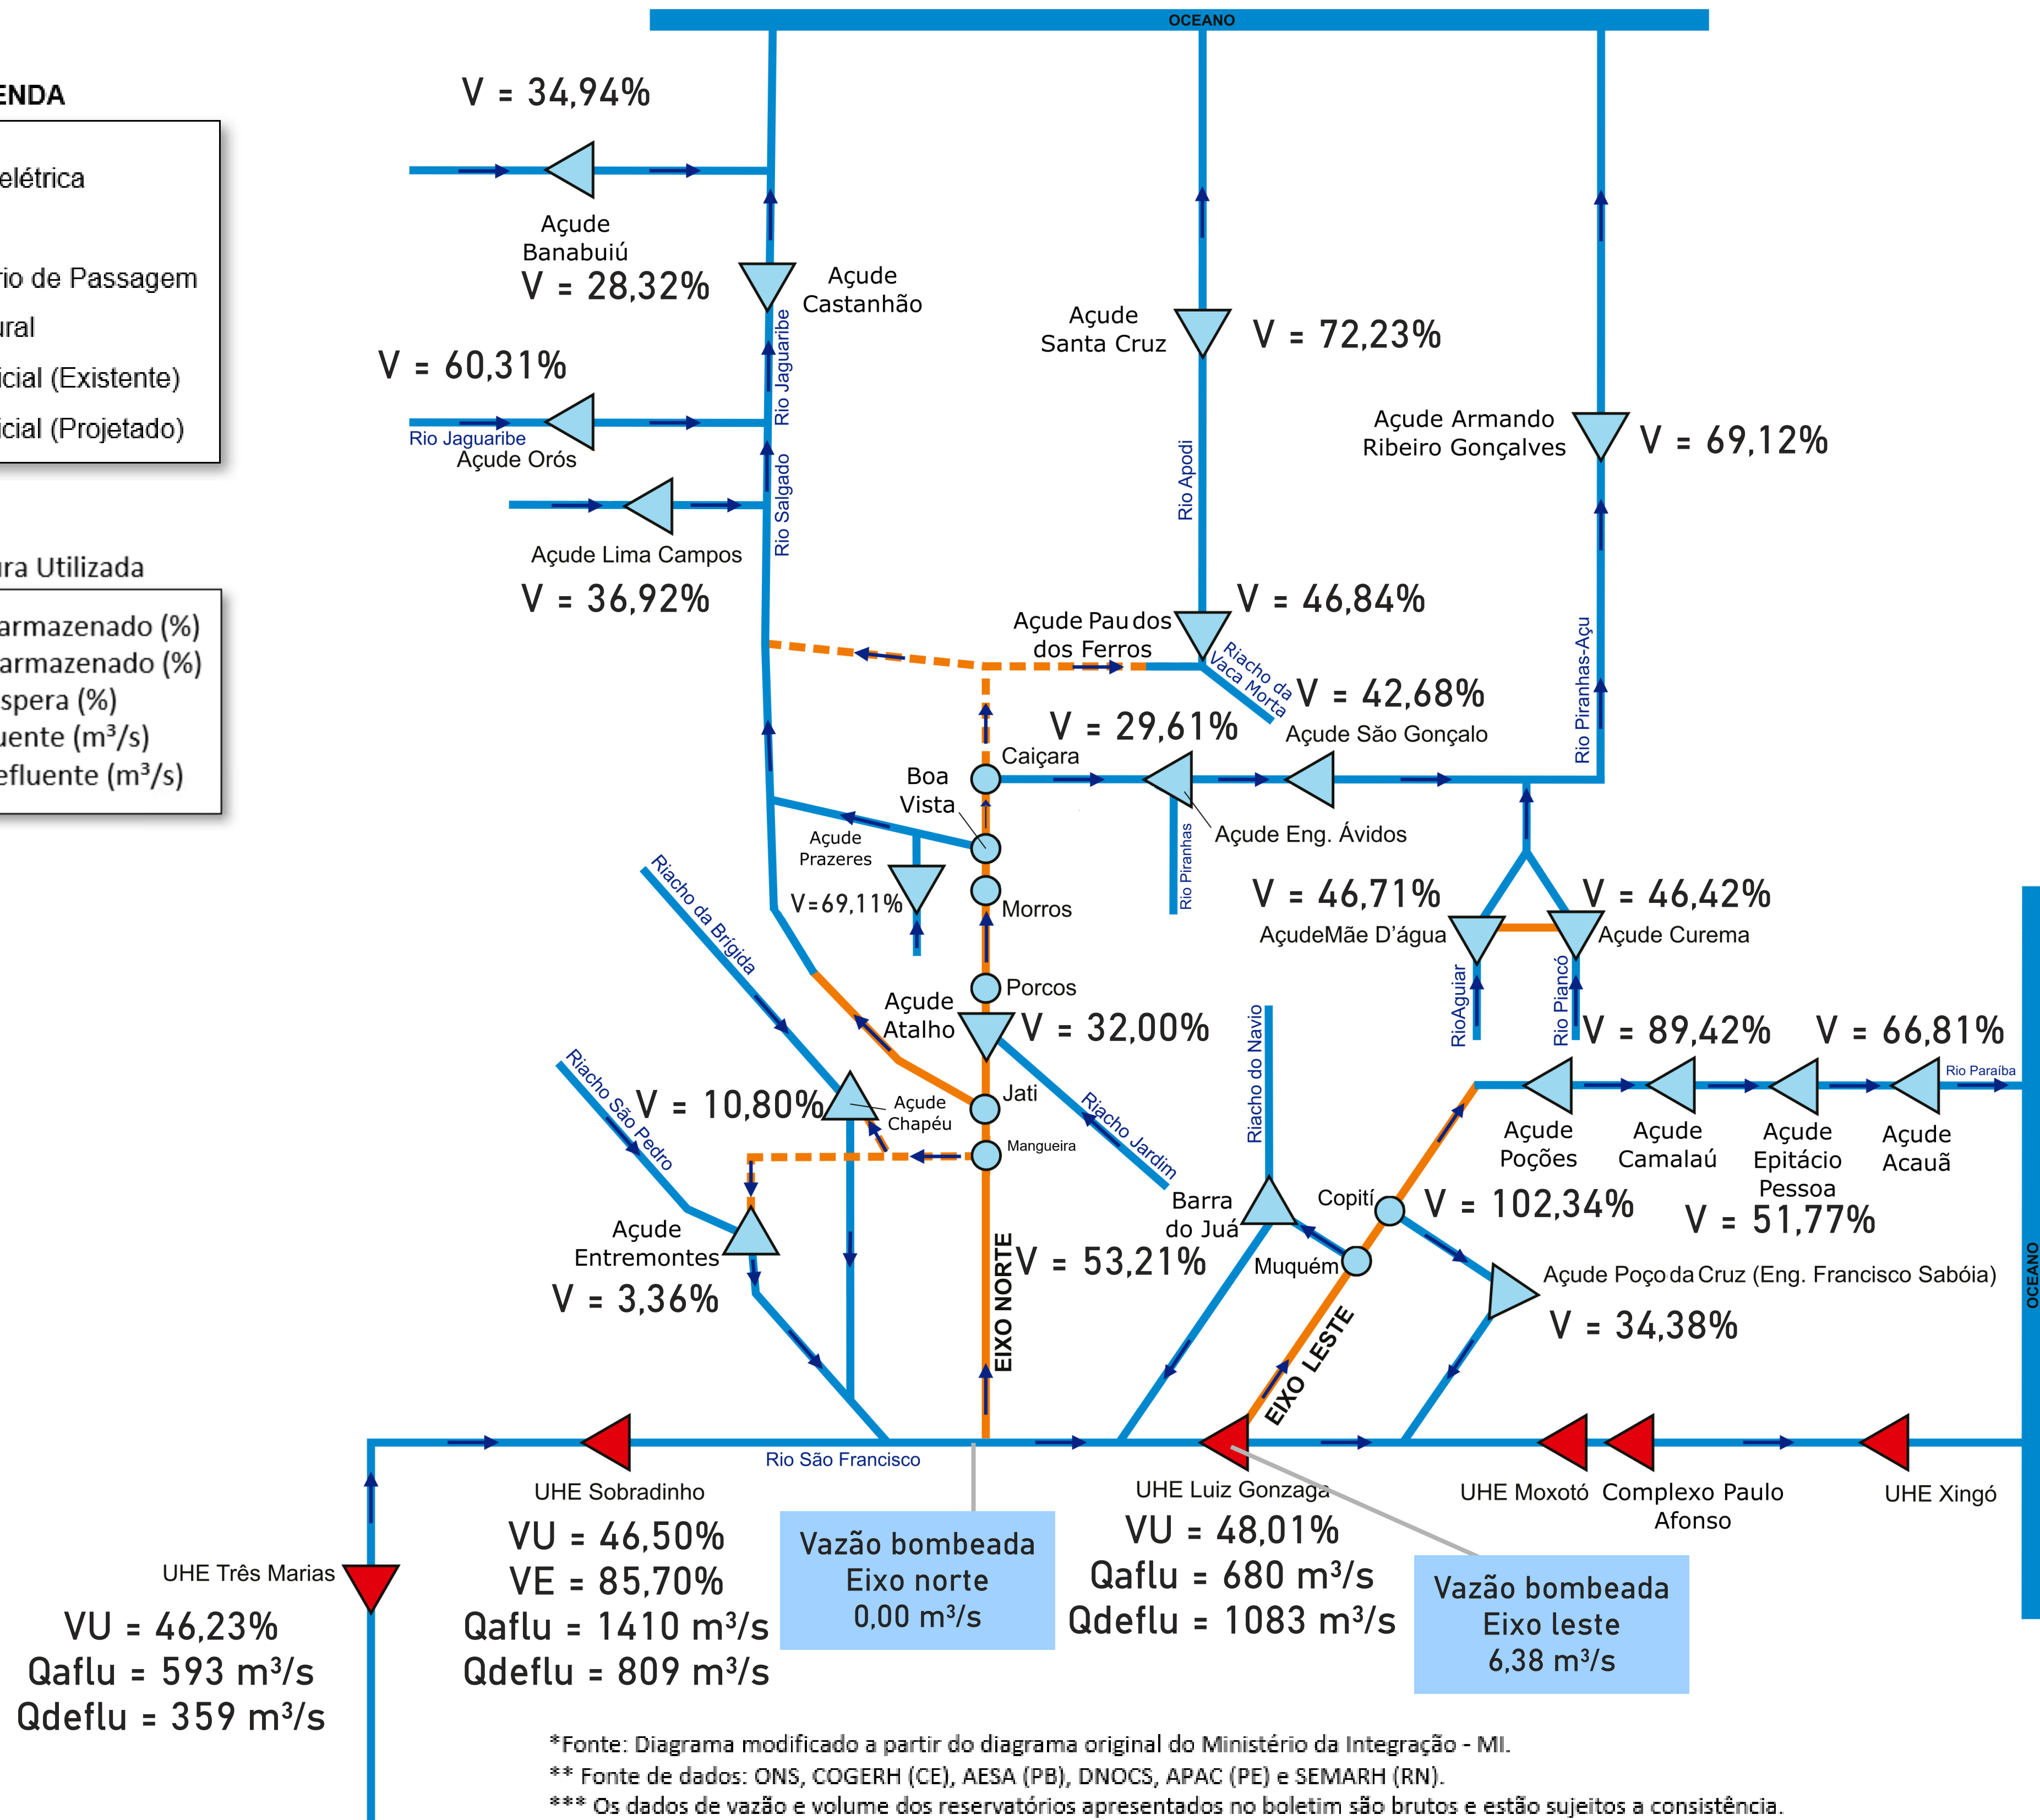 OCEANO
V = 34,94%
ENDA
elétrica
rio de Passagem
ural
icial (Existente)
icial (Projetado)
Açude
Banabuiú
V = 28,32%
Açude
Castanhão
Rio Jaguaribe
V = 60,31%
Rio Jaguaribe
Açude Orós
Rio Salgado
Açude Lima Campos
V = 36,92%
Açude
Santa Cruz
V = 72,23%
Rio Apodi
Açude Armando
Ribeiro Gonçalves
V = 69,12%
Rio Piranhas-Açu
ura Utilizada
armazenado (%)
armazenado (%)
spera (%)
uente (m³/s)
efluente (m³/s)
Açude Pau dos
dos Ferros
V = 46,84%
Riacho da
Vaca Morta
V = 42,68%
Açude São Gonçalo
V = 29,61%
Caiçara
Boa
Vista
Açude Eng. Ávidos
Rio Piranhas
Açude
Prazeres
V=69,11%
Morros
Riacho da Brígida
V = 46,71%
AçudeMãe D'água
V = 46,42%
Açude Curema
RioAguiar
Rio Piancó
Porcos
Açude
Atalho
V = 32,00%
Riacho São Pedro
V = 10,80%
Açude
Chapéu
Jati
Mangueira
Riacho Jardim
Riacho do Navio
V = 89,42%
V = 66,81%
Rio Paraíba
Açude
Poções
Açude
Camalaú
Açude
Epitácio
Pessoa
Açude
Acauã
V = 102,34%
V = 51,77%
Barra
do Juá
Copití
Muquém
V = 53,21%
Açude
Entremontes
V = 3,36%
EIXO NORTE
EIXO LESTE
Açude Poço da Cruz (Eng. Francisco Sabóia)
V = 34,38%
OCEANO
Rio São Francisco
UHE Sobradinho
VU = 46,50%
VE = 85,70%
Qaflu = 1410 m³/s
Qdeflu = 809 m³/s
Vazão bombeada
Eixo norte
0,00 m³/s
UHE Luiz Gonzaga
VU = 48,01%
Qaflu = 680 m³/s
Qdeflu = 1083 m³/s
Vazão bombeada
Eixo leste
6,38 m³/s
UHE Moxotó
Complexo Paulo
Afonso
UHE Xingó
UHE Três Marias
VU = 46,23%
Qaflu = 593 m³/s
Qdeflu = 359 m³/s
*Fonte: Diagrama modificado a partir do diagrama original do Ministério da Integração - MI.
** Fonte de dados: ONS, COGERH (CE), AESA (PB), DNOCS, APAC (PE) e SEMARH (RN).
*** Os dados de vazão e volume dos reservatórios apresentados no boletim são brutos e estão sujeitos a consistência.